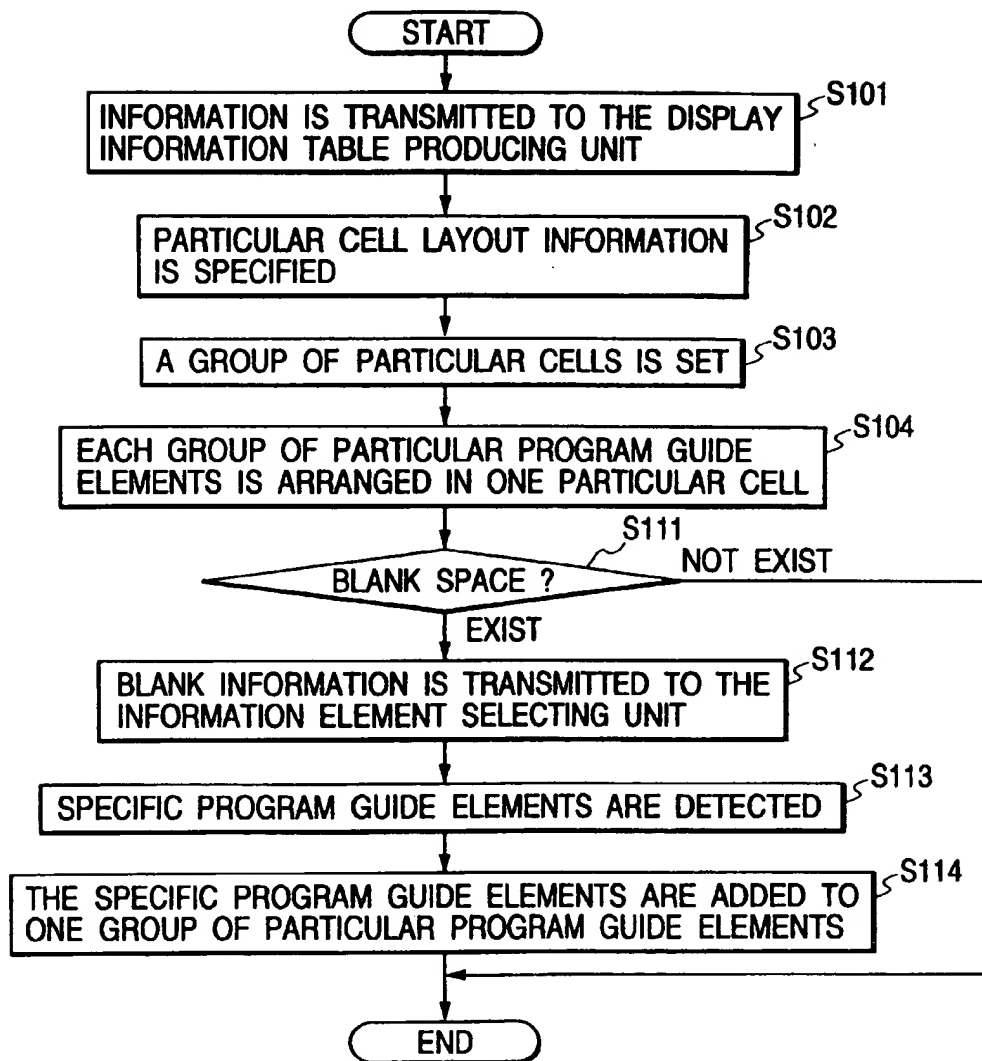 START
S101
INFORMATION IS TRANSMITTED TO THE DISPLAY
INFORMATION TABLE PRODUCING UNIT
S102
PARTICULAR CELL LAYOUT INFORMATION
IS SPECIFIED
S103
A GROUP OF PARTICULAR CELLS IS SET
S104
EACH GROUP OF PARTICULAR PROGRAM GUIDE
ELEMENTS IS ARRANGED IN ONE PARTICULAR CELL
S111
BLANK SPACE ?
NOT EXIST
EXIST
S112
BLANK INFORMATION IS TRANSMITTED TO THE
INFORMATION ELEMENT SELECTING UNIT
S113
SPECIFIC PROGRAM GUIDE ELEMENTS ARE DETECTED
S114
THE SPECIFIC PROGRAM GUIDE ELEMENTS ARE ADDED TO
ONE GROUP OF PARTICULAR PROGRAM GUIDE ELEMENTS
END